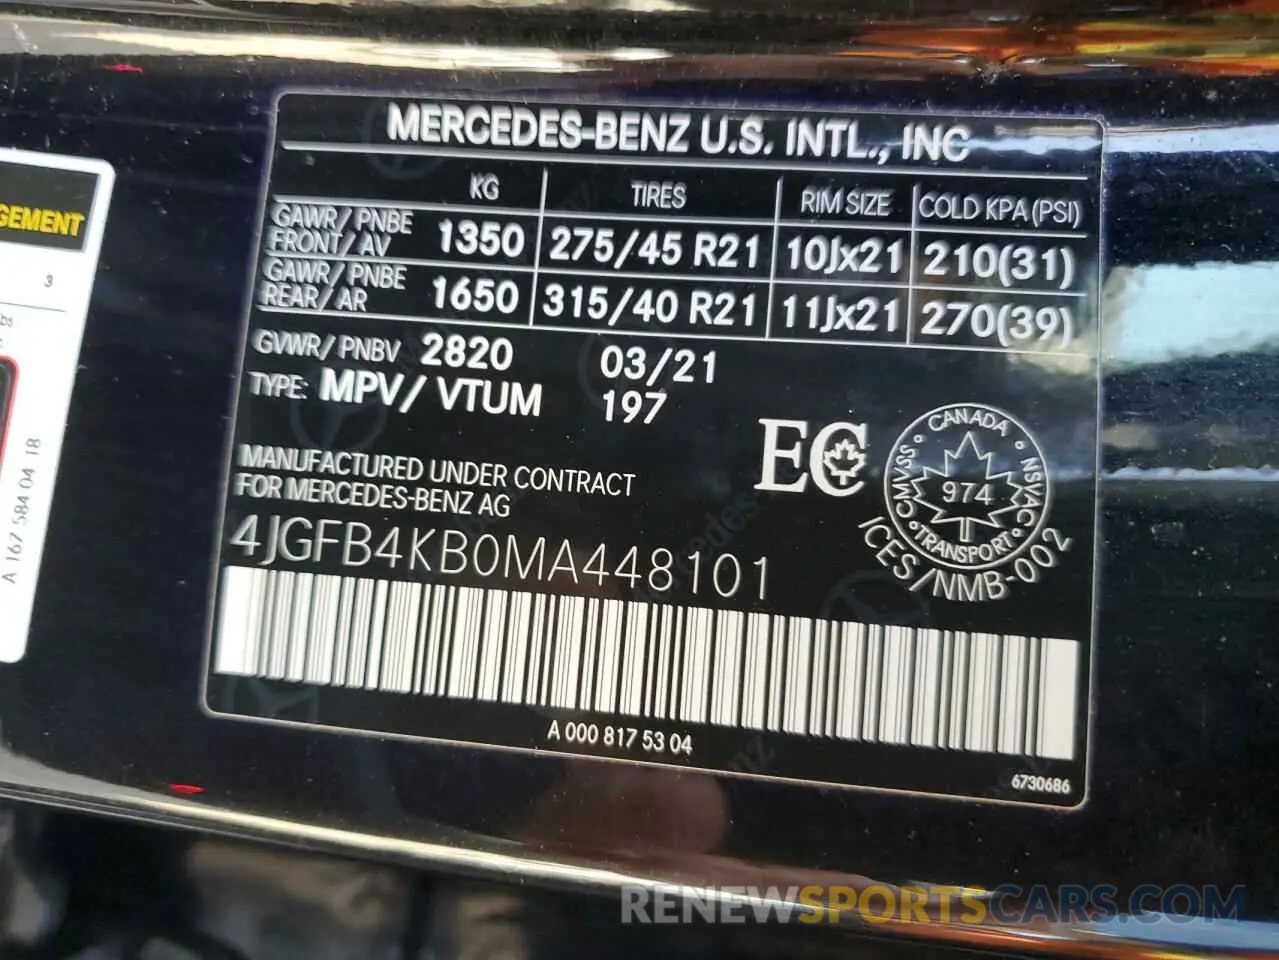 MERCEDES-BENZ U.S. INTL., INC
KG TIRES RIM SIZE COLD KPA (PSI)
GAWR/PNBE FRONT/AV 1350 275/45 R21 10Jx21 210(31)
GAWR/PNBE REAR/AR 1650 315/40 R21 11Jx21 270(39)
GVWR/PNBV 2820 03/21
TYPE: MPV/VTUM 197
MANUFACTURED UNDER CONTRACT
FOR MERCEDES-BENZ AG
4JGFB4KB0MA448101
EC
CANADA
CMVSS 974 NSVAC
TRANSPORT
ICES/NMB-002
A 000 817 53 04
6730686
GEMENT
3
A 167 584 04 18
RENEWSPORTSCARS.COM